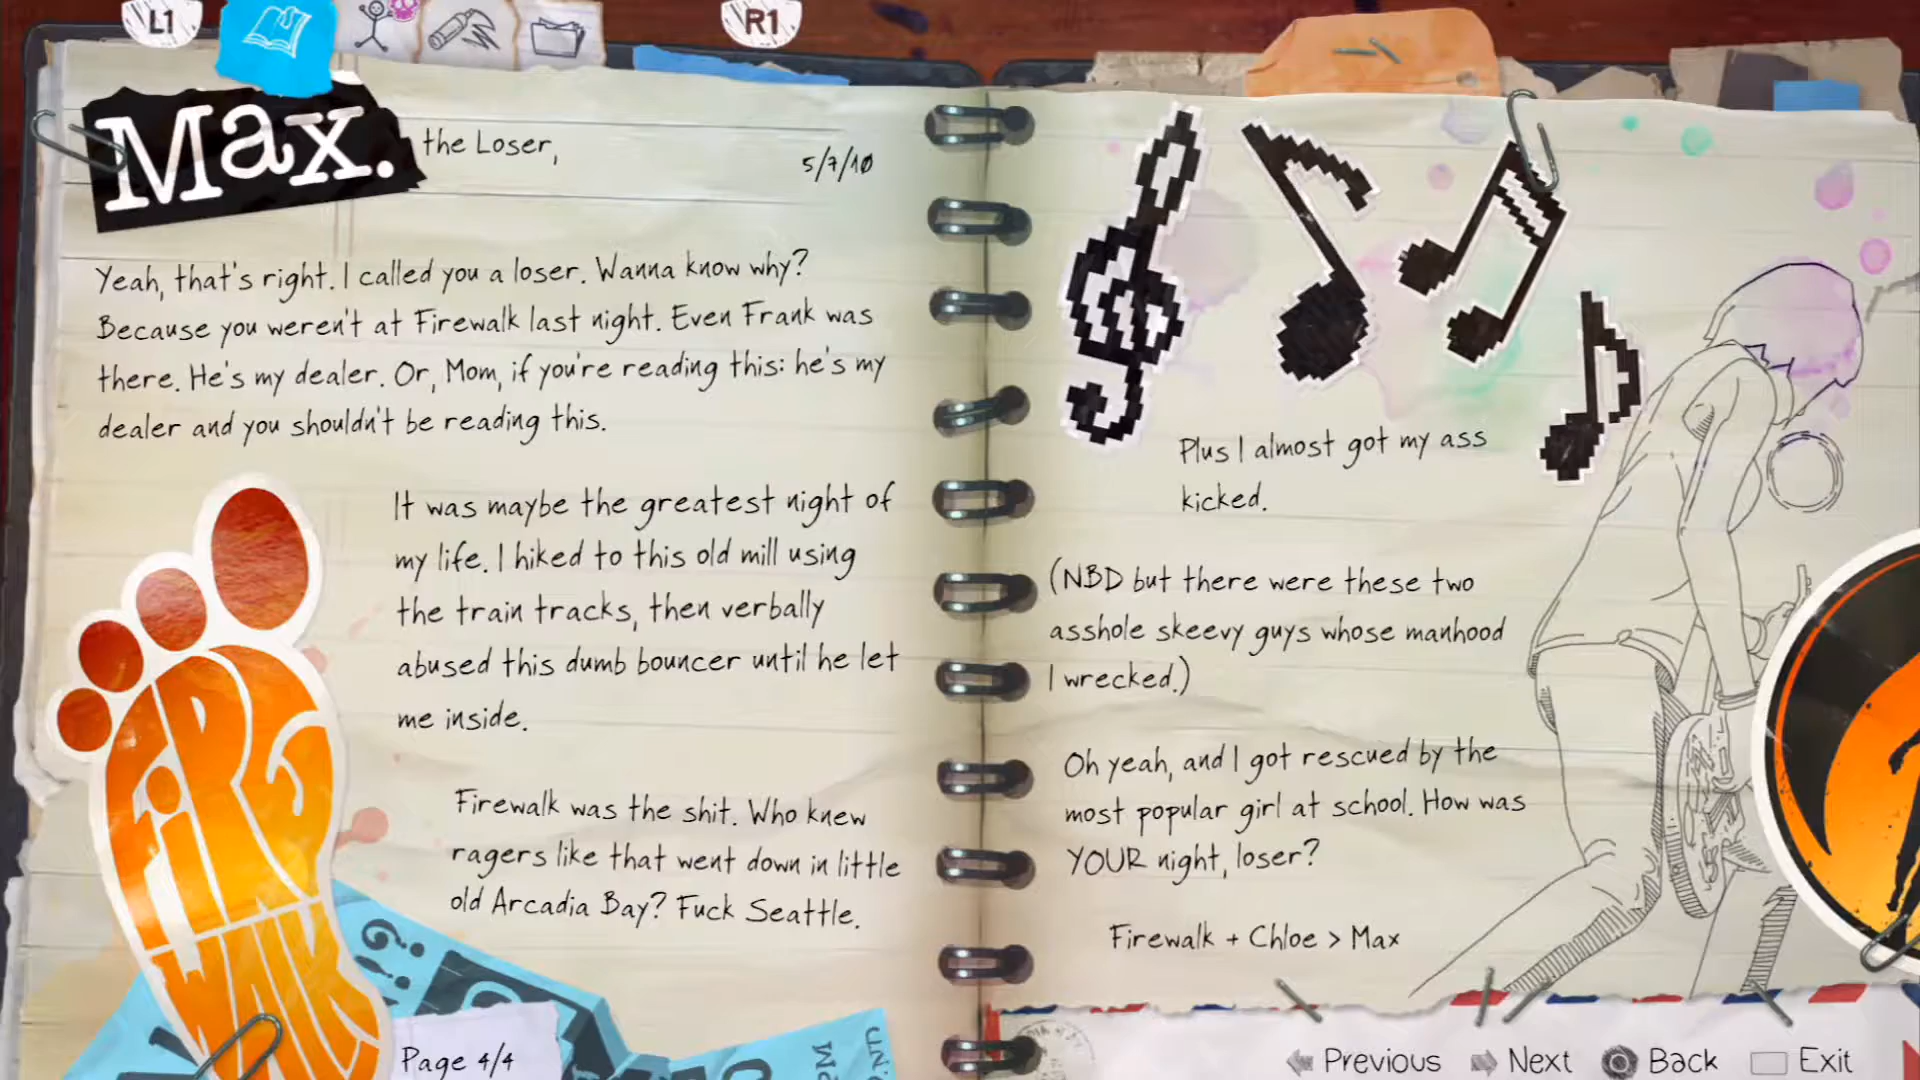 L1
R1
Max.
the Loser,
5/7/10
Yeah, that's right. I called you a loser. Wanna know why?
Because you weren't at Firewalk last night. Even Frank was
there. He's my dealer. Or, Mom, if you're reading this: he's my
dealer and you shouldn't be reading this.
It was maybe the greatest night of
my life. I hiked to this old mill using
the train tracks, then verbally
abused this dumb bouncer until he let
me inside.
Firewalk was the shit. Who knew
ragers like that went down in little
old Arcadia Bay? Fuck Seattle.
FiRE
WALK
Page 4/4
Plus I almost got my ass
kicked.
(NBD but there were these two
asshole skeevy guys whose manhood
I wrecked.)
Oh yeah, and I got rescued by the
most popular girl at school. How was
YOUR night, loser?
Firewalk + Chloe > Max
Previous
Next
Back
Exit